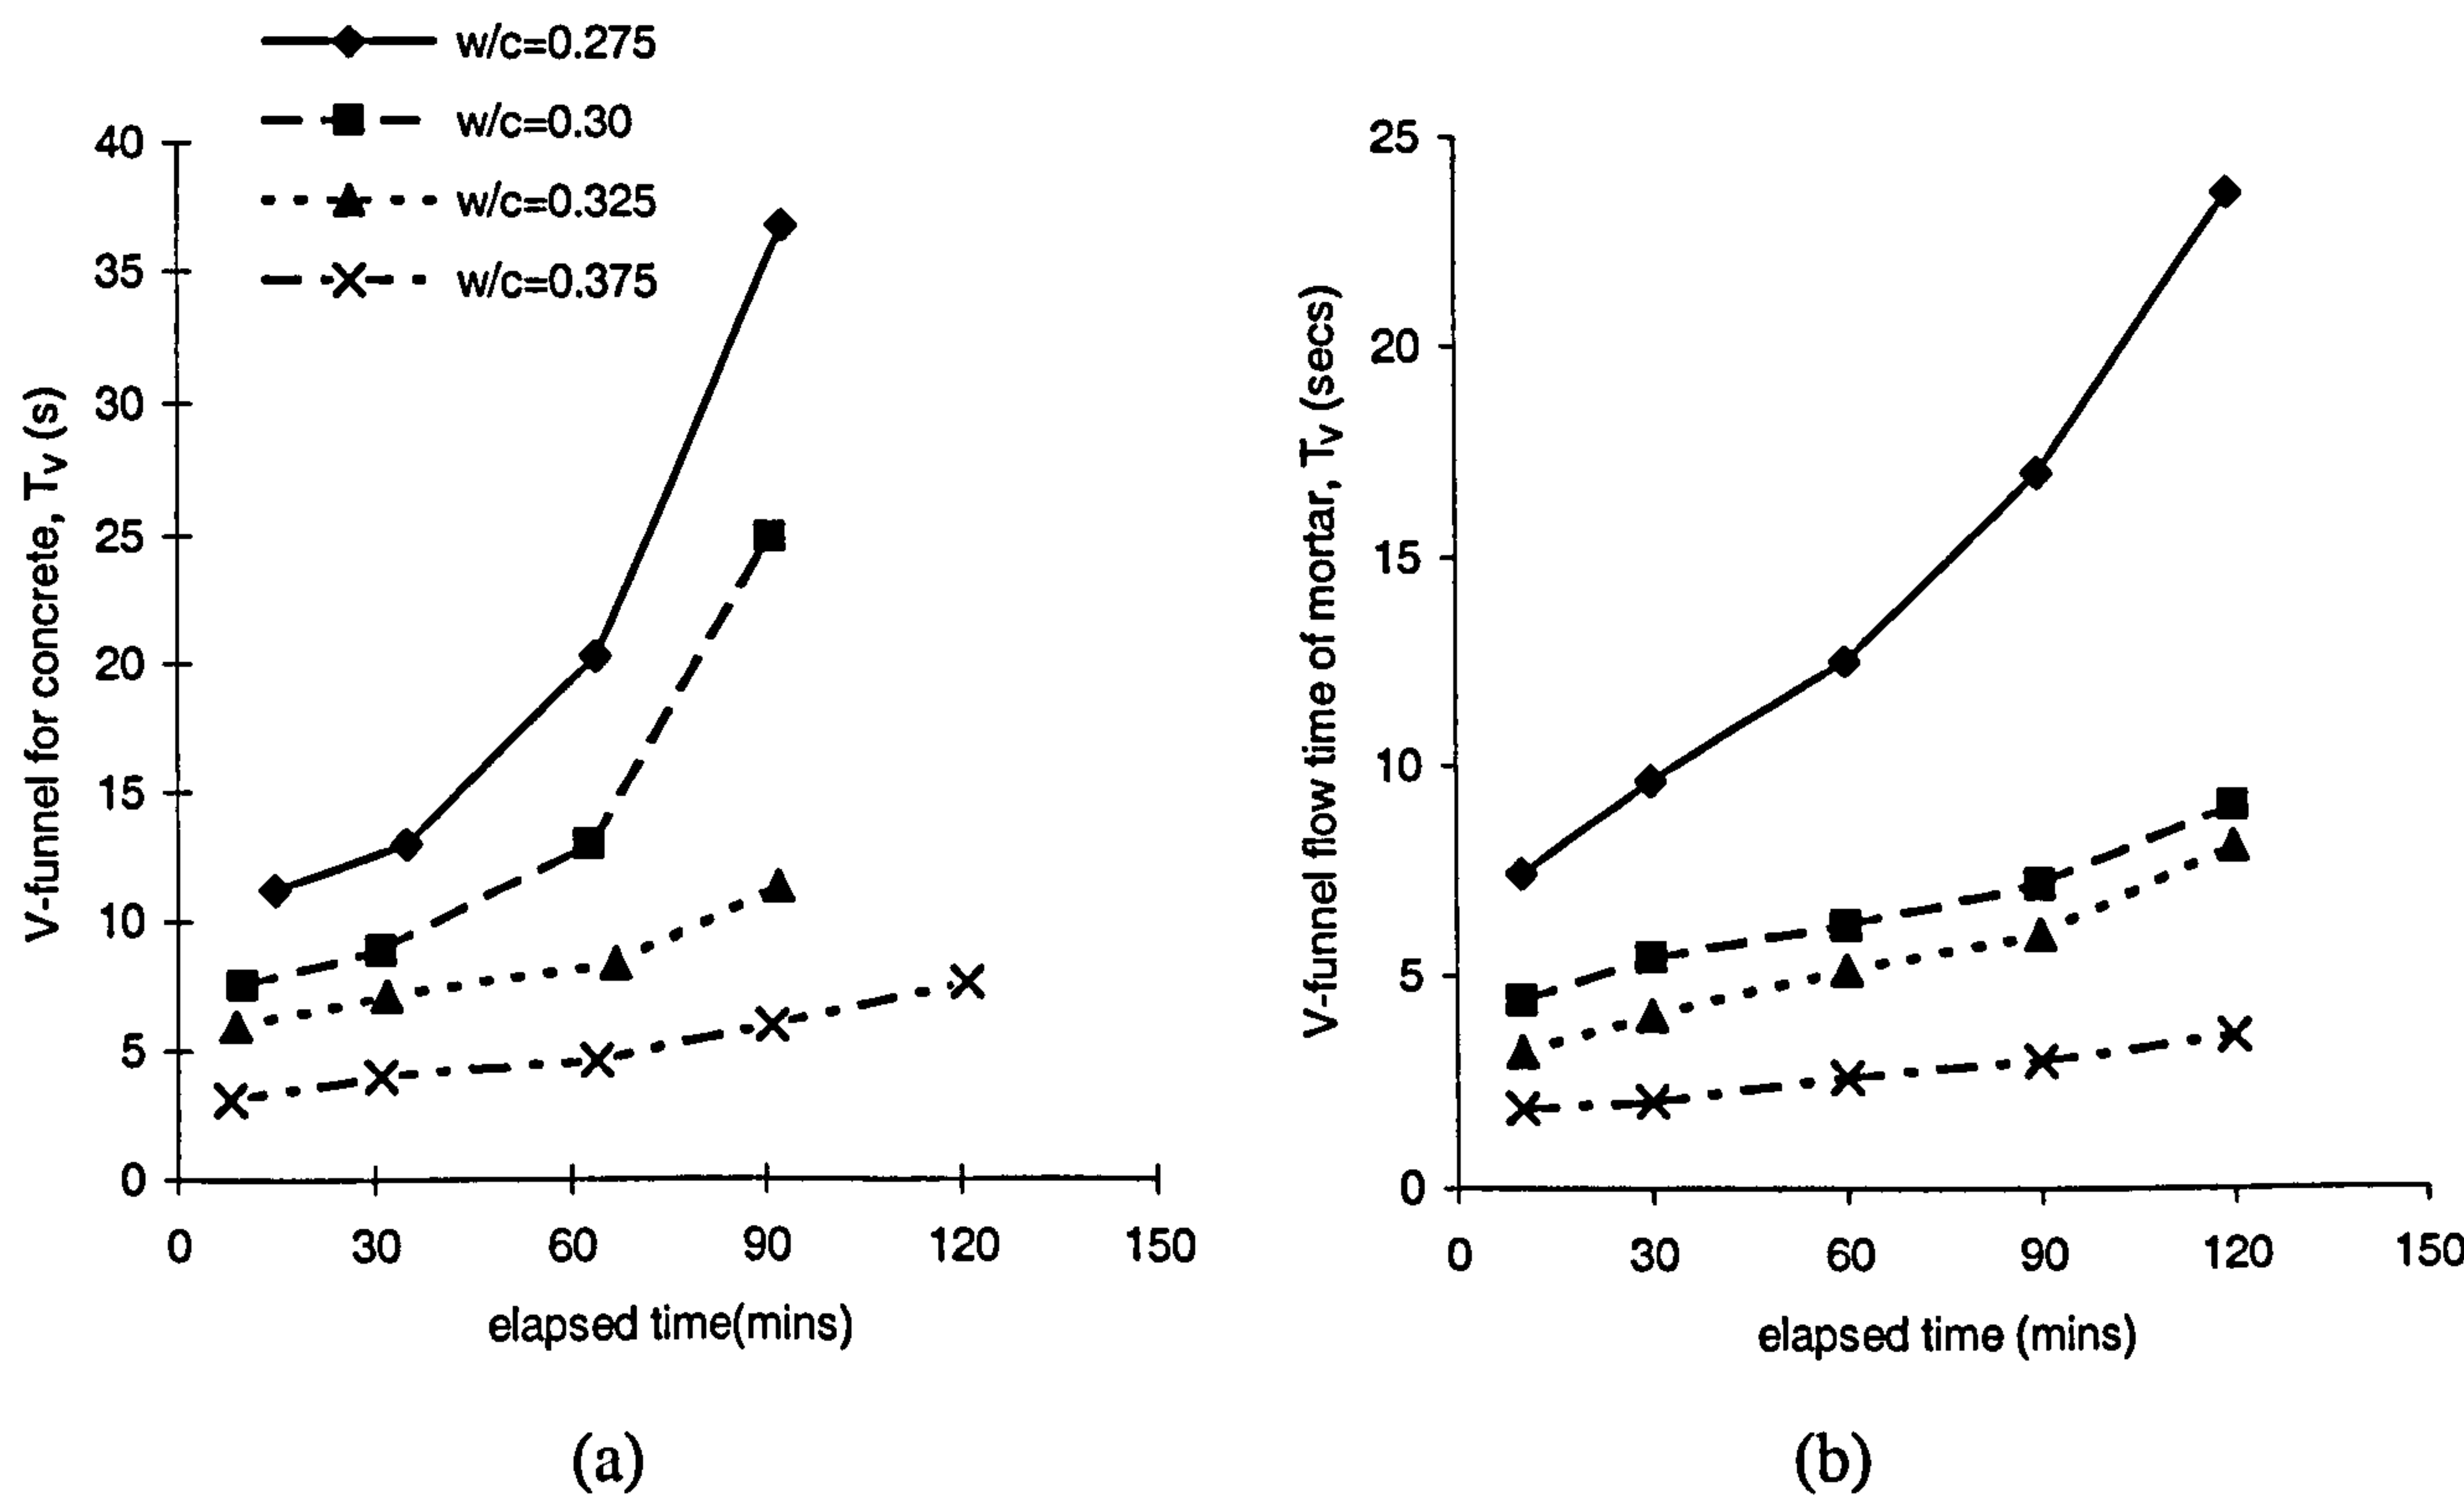 w/c=0.275
w/c=0.30
w/c=0.325
w/c=0.375
V-funnel for concrete, Tv (s)
40
35
30
25
20
15
10
5
0
0 30 60 90 120 150
elapsed time(mins)
(a)
V-funnel flow time of mortar, Tv (secs)
25
20
15
10
5
0
0 30 60 90 120 150
elapsed time (mins)
(b)